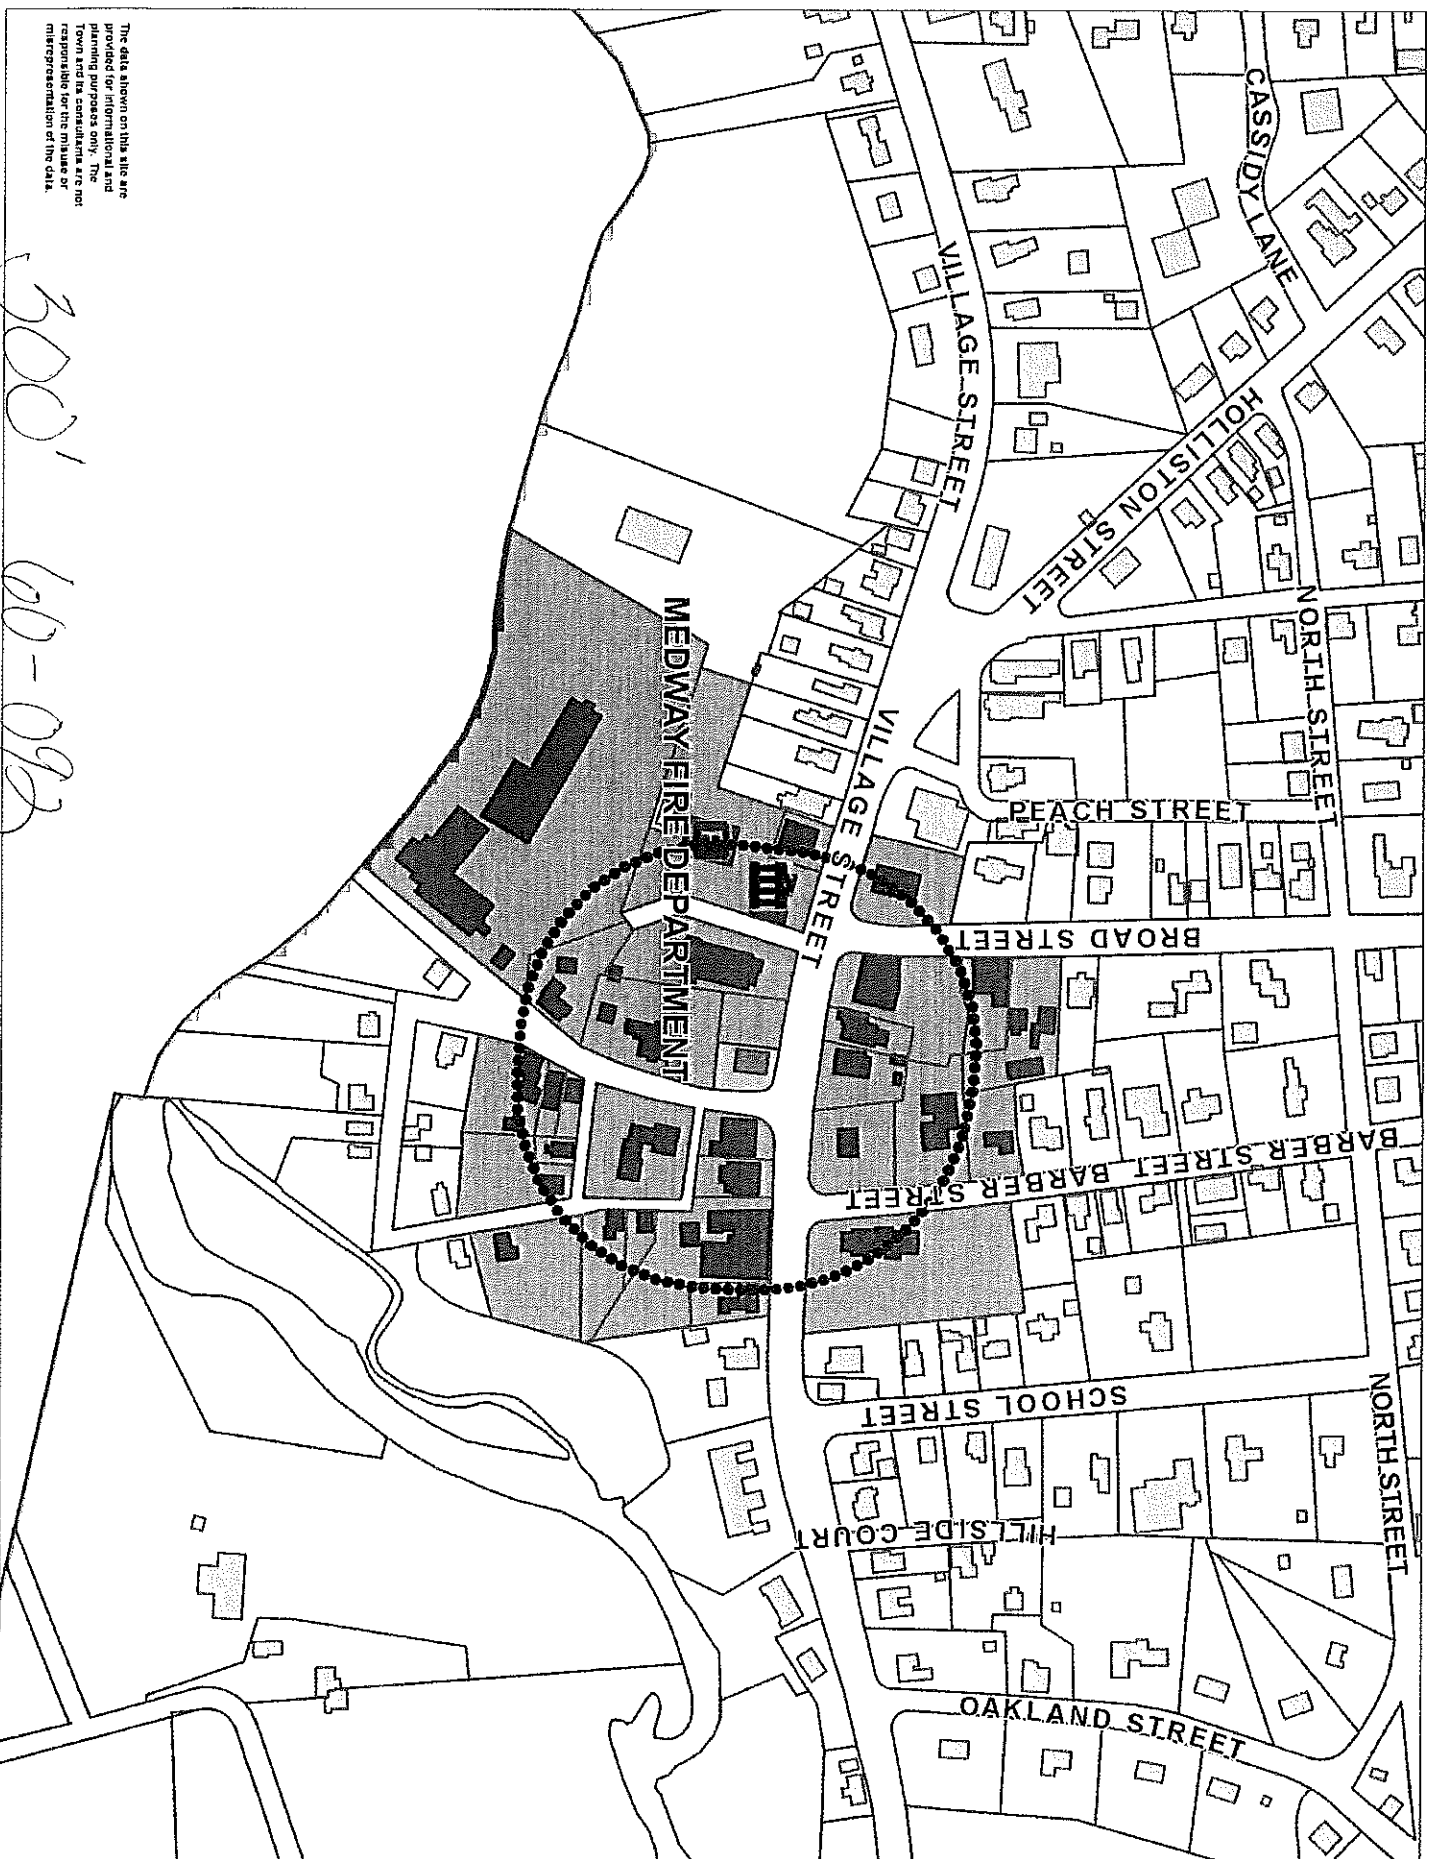 CASSIDY LANE
HOLLISTON STREET
NORTH STREET
VILLAGE STREET
VILLAGE STREET
PEACH STREET
BROAD STREET
MEDWAY FIRE DEPARTMENT
BARBER STREET BARBER STREET
SCHOOL STREET
NORTH STREET
HILLSIDE COURT
OAKLAND STREET
The data shown on this site are
provided for informational and
planning purposes only. The
Town and its consultants are not
responsible for the misuse or
misrepresentation of the data.
300' 60-092